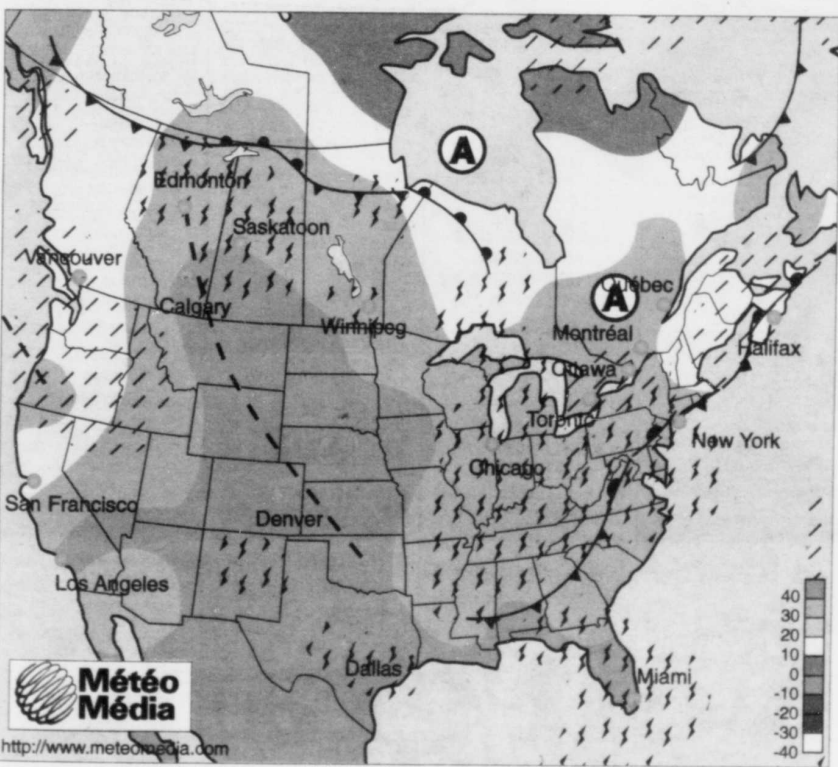 A
Edmonton
Saskatoon
Vancouver
Québec
A
Calgary
Winnipeg
Montréal
Halifax
Ottawa
Toronto
New York
Chicago
San Francisco
Denver
Los Angeles
40
30
20
10
0
-10
-20
-30
-40
Dallas
Miami
Météo
Média
http://www.meteomedia.com